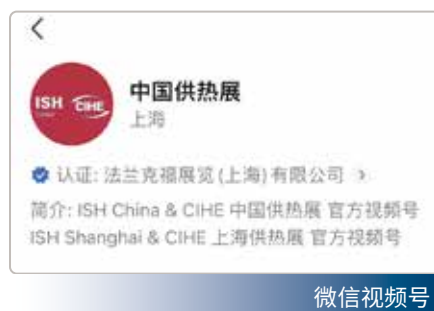 ISH CIHE
中国供热展
上海
认证: 法兰克福展览(上海)有限公司
简介: ISH China & CIHE 中国供热展 官方视频号
ISH Shanghai & CIHE 上海供热展 官方视频号
微信视频号